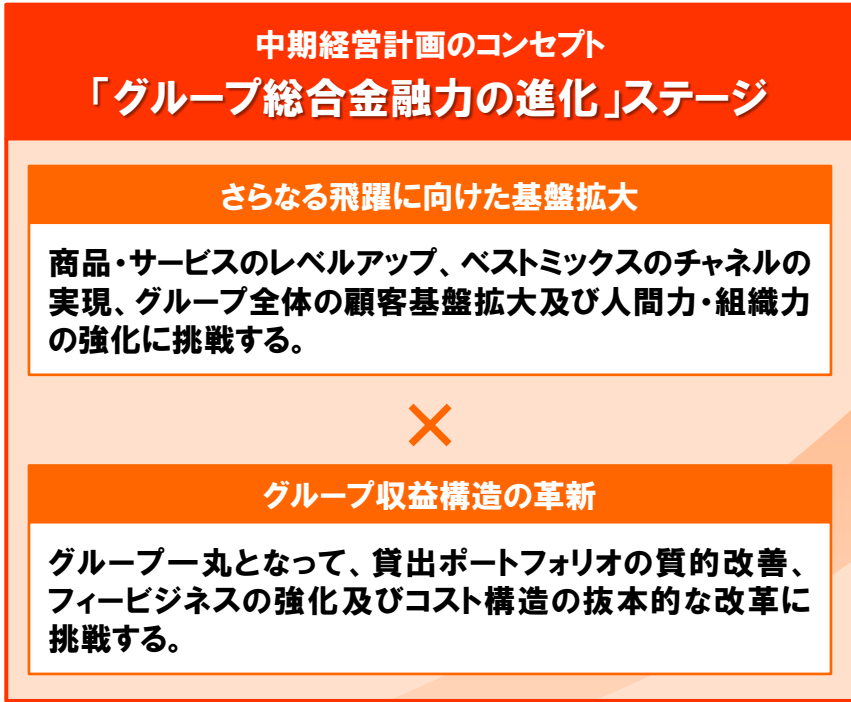 中期経営計画のコンセプト
「グループ総合金融力の進化」ステージ
さらなる飛躍に向けた基盤拡大
商品・サービスのレベルアップ、ベストミックスのチャネルの
実現、グループ全体の顧客基盤拡大及び人間力・組織力
の強化に挑戦する。
×
グループ収益構造の革新
グループ一丸となって、貸出ポートフォリオの質的改善、
フィービジネスの強化及びコスト構造の抜本的な改革に
挑戦する。